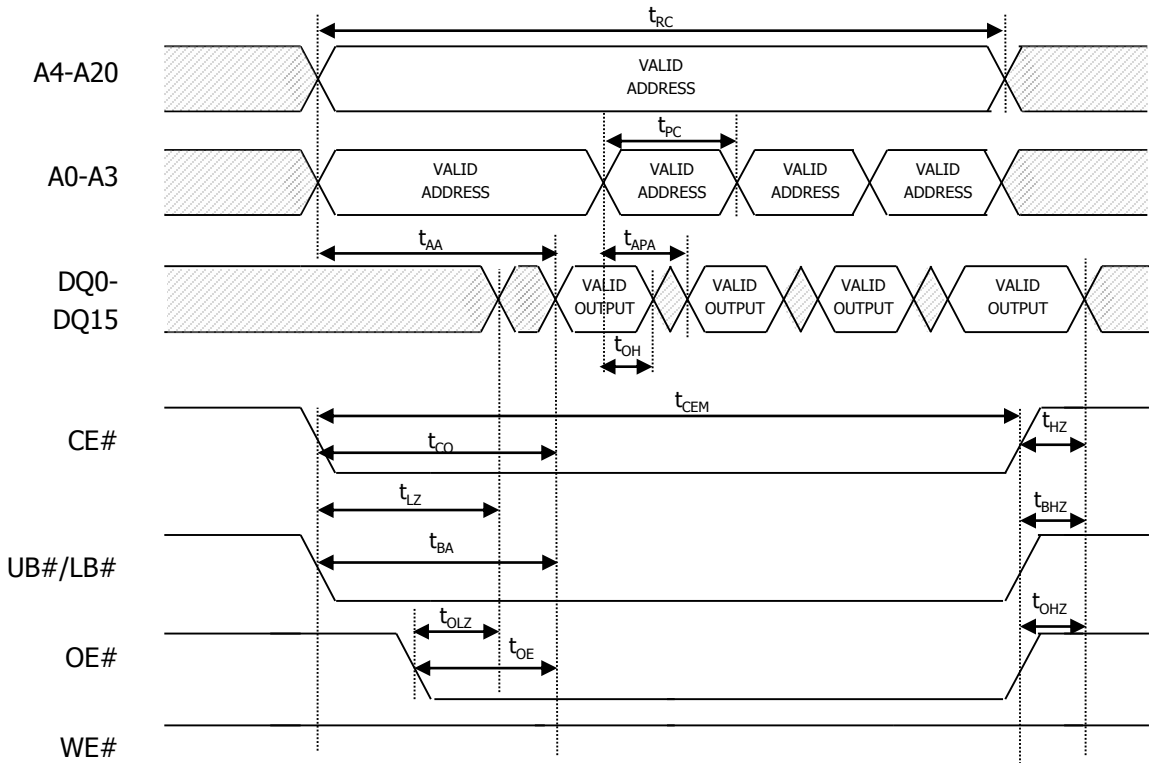 tRC
A4-A20
VALID
ADDRESS
tPC
A0-A3
VALID
ADDRESS
VALID
ADDRESS
VALID
ADDRESS
VALID
ADDRESS
tAA
tAPA
DQ0-
DQ15
VALID
OUTPUT
VALID
OUTPUT
VALID
OUTPUT
VALID
OUTPUT
tOH
tCEM
CE#
tCO
tHZ
tLZ
tBHZ
UB#/LB#
tBA
tOLZ
tOHZ
OE#
tOE
WE#